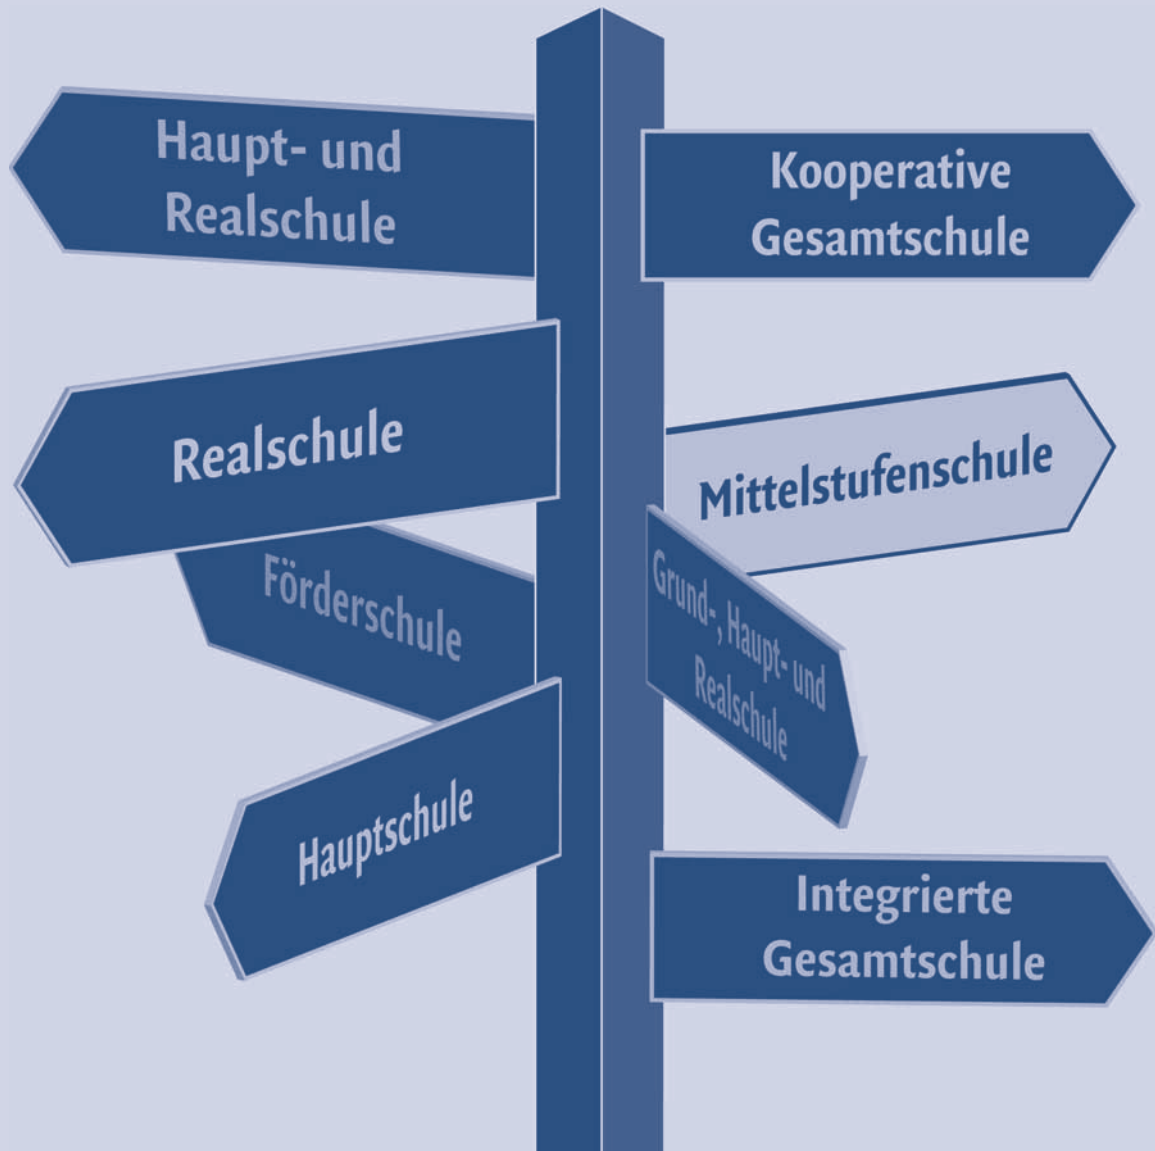 Haupt- und
Realschule
Kooperative
Gesamtschule
Realschule
Mittelstufenschule
Förderschule
Grund-, Haupt- und
Realschule
Hauptschule
Integrierte
Gesamtschule